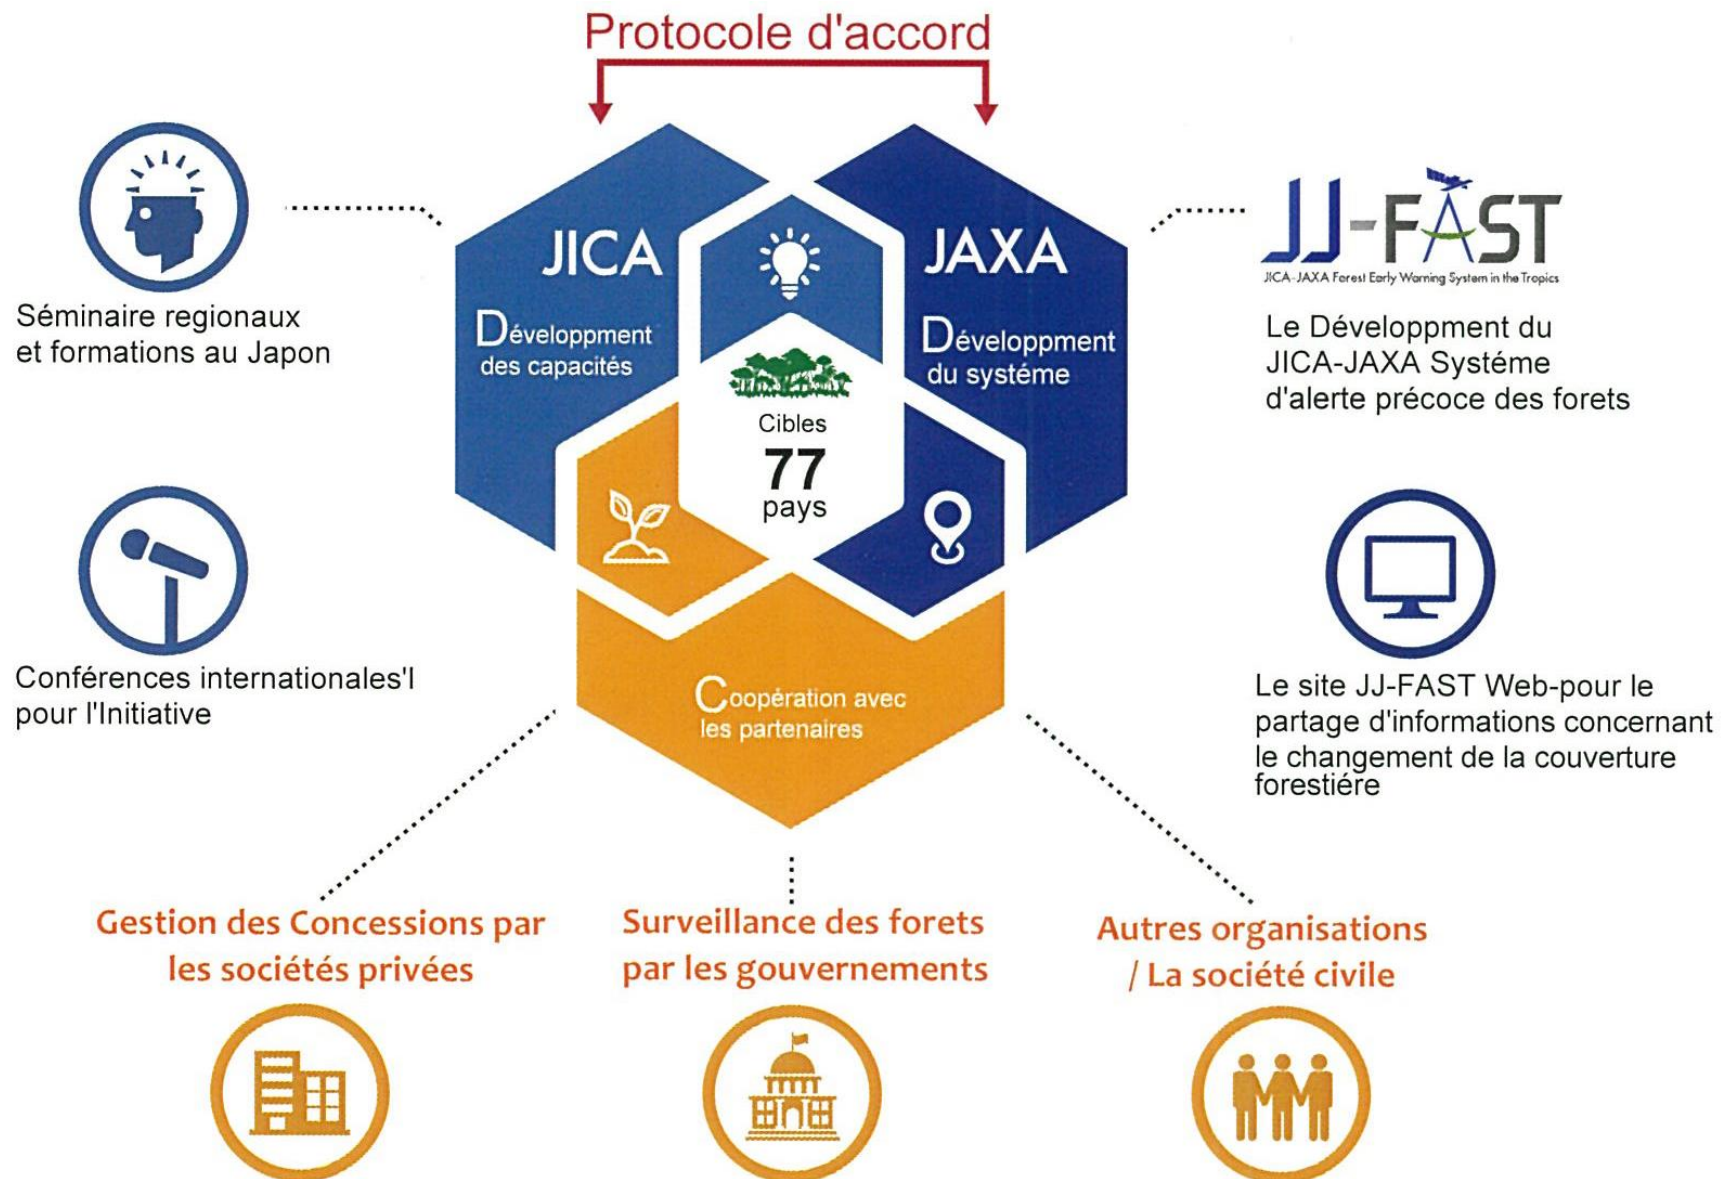 Protocole d'accord
JICA
Développment
des capacités
JAXA
Développment
du systéme
Cibles
77
pays
Coopération avec
les partenaires
Séminaire regionaux
et formations au Japon
Conférences internationales'I
pour l'Initiative
JJ-FAST
JICA-JAXA Forest Early Warning System in the Tropics
Le Développment du
JICA-JAXA Systéme
d'alerte précoce des forets
Le site JJ-FAST Web-pour le
partage d'informations concernant
le changement de la couverture
forestiére
Gestion des Concessions par
les sociétés privées
Surveillance des forets
par les gouvernements
Autres organisations
/ La société civile